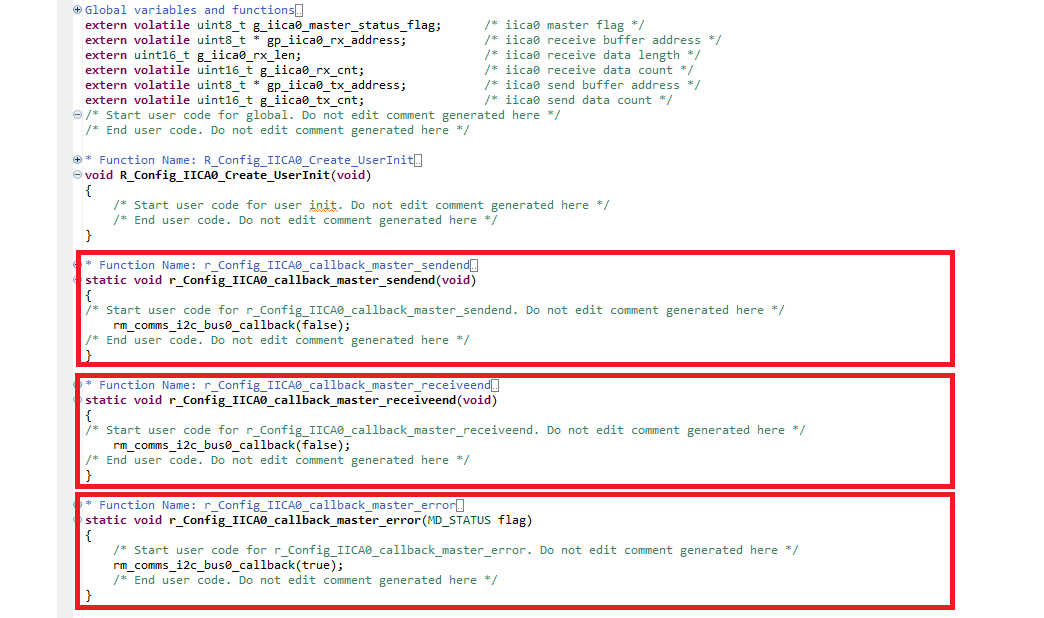 Global variables and functions
extern volatile uint8_t g_iica0_master_status_flag; /* iica0 master flag */
extern volatile uint8_t * gp_iica0_rx_address; /* iica0 receive buffer address */
extern uint16_t g_iica0_rx_len; /* iica0 receive data length */
extern volatile uint16_t g_iica0_rx_cnt; /* iica0 receive data count */
extern volatile uint8_t * gp_iica0_tx_address; /* iica0 send buffer address */
extern volatile uint16_t g_iica0_tx_cnt; /* iica0 send data count */
/* Start user code for global. Do not edit comment generated here */
/* End user code. Do not edit comment generated here */
* Function Name: R_Config_IICA0_Create_UserInit
void R_Config_IICA0_Create_UserInit(void)
{
/* Start user code for user init. Do not edit comment generated here */
/* End user code. Do not edit comment generated here */
}
* Function Name: r_Config_IICA0_callback_master_sendend
static void r_Config_IICA0_callback_master_sendend(void)
{
/* Start user code for r_Config_IICA0_callback_master_sendend. Do not edit comment generated here */
rm_comms_i2c_bus0_callback(false);
/* End user code. Do not edit comment generated here */
}
* Function Name: r_Config_IICA0_callback_master_receiveend
static void r_Config_IICA0_callback_master_receiveend(void)
{
/* Start user code for r_Config_IICA0_callback_master_receiveend. Do not edit comment generated here */
rm_comms_i2c_bus0_callback(false);
/* End user code. Do not edit comment generated here */
}
* Function Name: r_Config_IICA0_callback_master_error
static void r_Config_IICA0_callback_master_error(MD_STATUS flag)
{
/* Start user code for r_Config_IICA0_callback_master_error. Do not edit comment generated here */
rm_comms_i2c_bus0_callback(true);
/* End user code. Do not edit comment generated here */
}